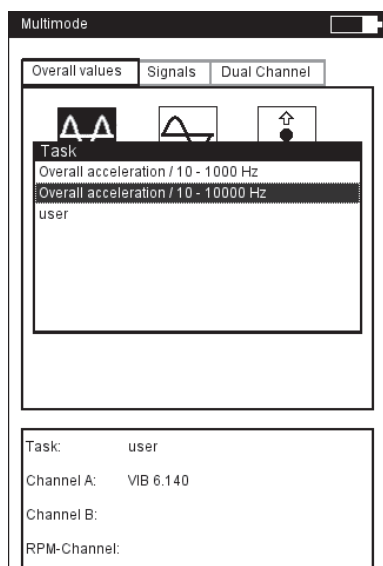 Multimode
Overall values Signals Dual Channel
Task
Overall acceleration / 10 - 1000 Hz
Overall acceleration / 10 - 10000 Hz
user
Task: user
Channel A: VIB 6.140
Channel B:
RPM-Channel: